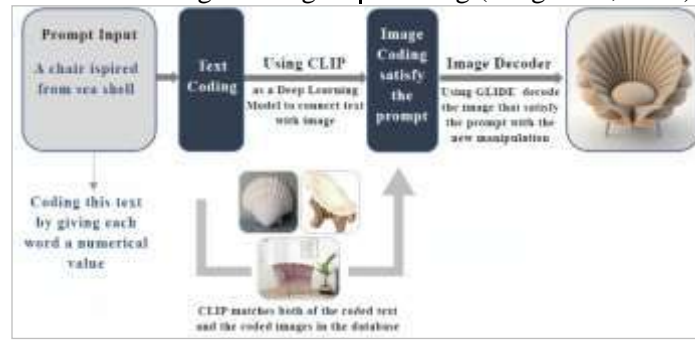 Prompt Input
A chair ispired
from sea shell
Text
Coding
Using CLIP
as a Deep Learning
Model to connect text
with image
Image
Coding
satisfy
the
prompt
Image Decoder
Using GLIDE decode
the image that satisfy
the prompt with the
new manipulation
Coding this text
by giving each
word a numerical
value
CLIP matches both of the coded text
and the coded images in the database